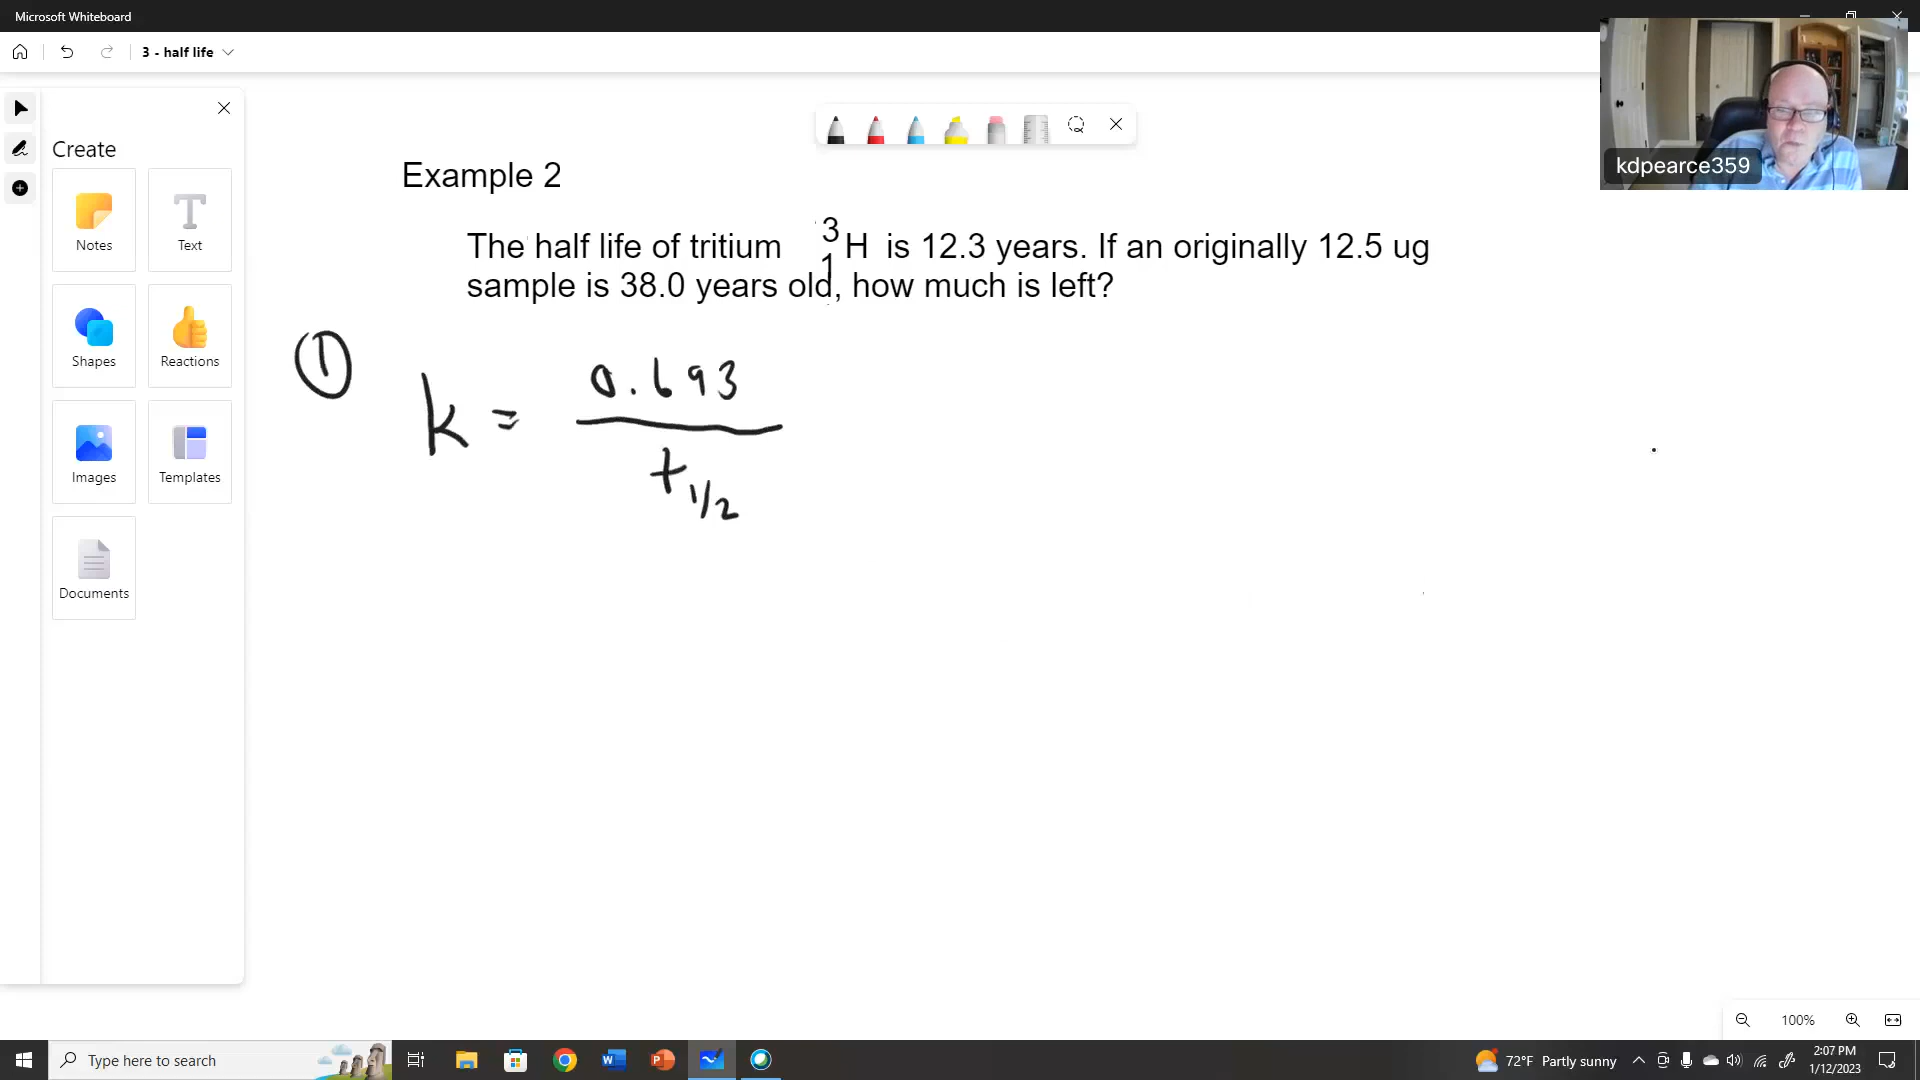 Microsoft Whiteboard
3 - half life
Create
Notes
Text
Shapes
Reactions
Images
Templates
Documents
kdpearce359
Example 2
The half life of tritium ³₁H is 12.3 years. If an originally 12.5 ug
sample is 38.0 years old, how much is left?
①
k = 0.693 / t 1/2
100%
Type here to search
72°F Partly sunny
2:07 PM
1/12/2023